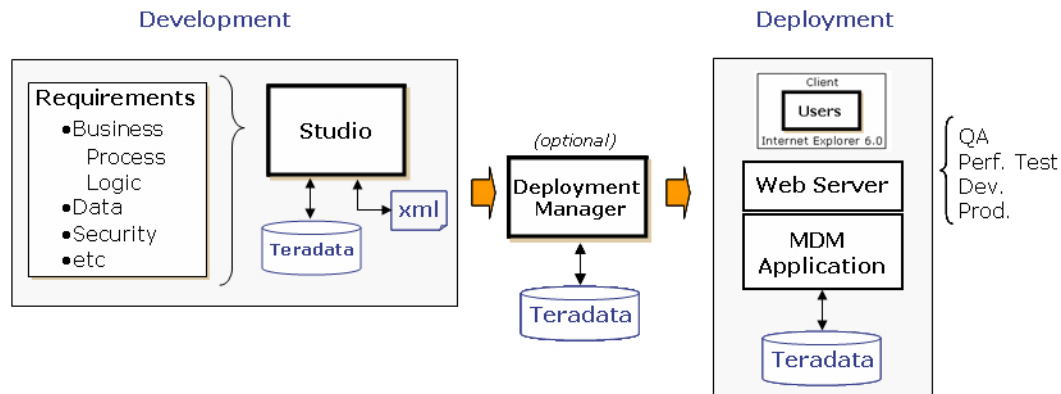 Development
Deployment
Requirements
•Business
Process
Logic
•Data
•Security
•etc
Studio
xml
Teradata
(optional)
Deployment
Manager
Teradata
Client
Users
Internet Explorer 6.0
Web Server
MDM
Application
Teradata
QA
Perf. Test
Dev.
Prod.